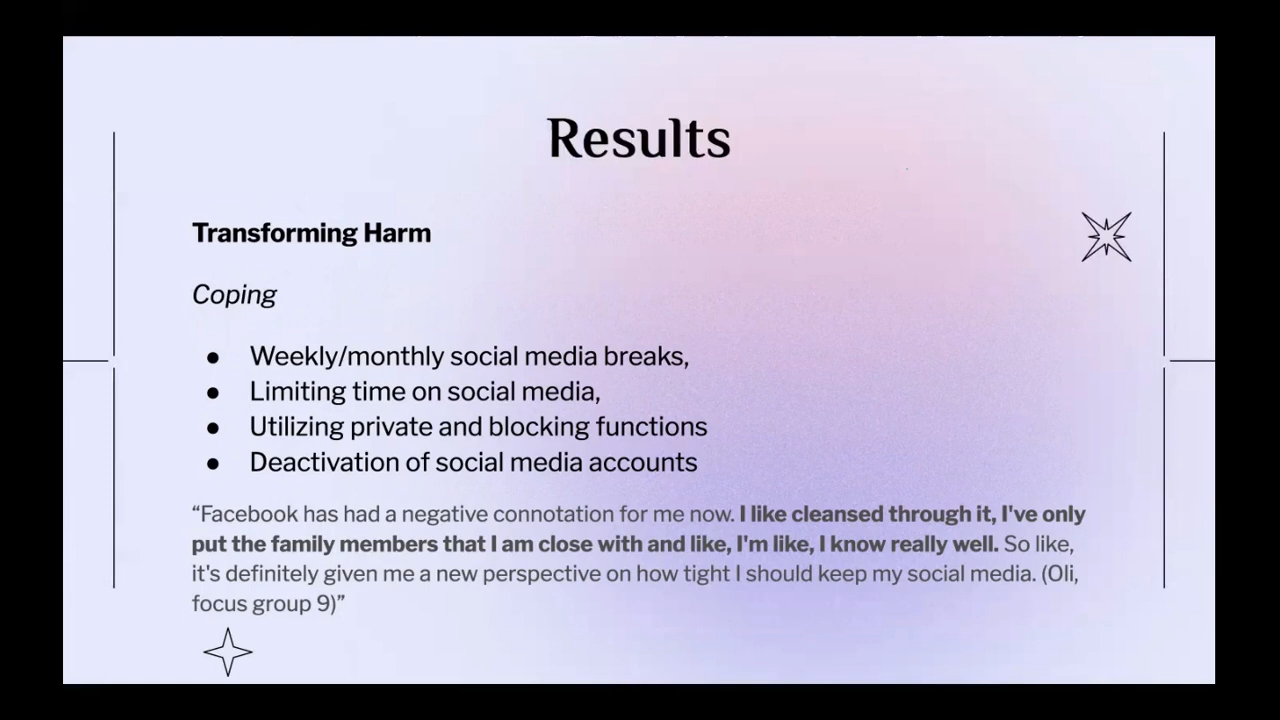 Results
Transforming Harm
Coping
● Weekly/monthly social media breaks,
● Limiting time on social media,
● Utilizing private and blocking functions
● Deactivation of social media accounts
“Facebook has had a negative connotation for me now. I like cleansed through it, I've only
put the family members that I am close with and like, I'm like, I know really well. So like,
it's definitely given me a new perspective on how tight I should keep my social media. (Oli,
focus group 9)”